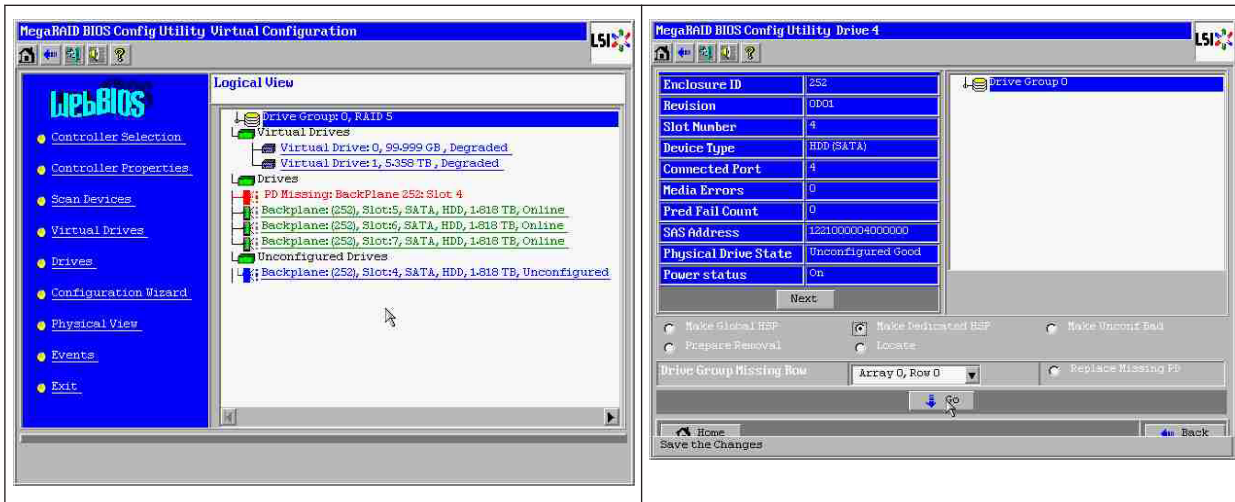 MegaRAID BIOS Config Utility Virtual Configuration
LSI
WebBIOS
Controller Selection
Controller Properties
Scan Devices
Virtual Drives
Drives
Configuration Wizard
Physical View
Events
Exit
Logical View
Drive Group: 0, RAID 5
Virtual Drives
Virtual Drive: 0, 99.999 GB, Degraded
Virtual Drive: 1, 5.358 TB, Degraded
Drives
PD Missing: BackPlane 252: Slot 4
Backplane: (252), Slot:5, SATA, HDD, 1.818 TB, Online
Backplane: (252), Slot:6, SATA, HDD, 1.818 TB, Online
Backplane: (252), Slot:7, SATA, HDD, 1.818 TB, Online
Unconfigured Drives
Backplane: (252), Slot:4, SATA, HDD, 1.818 TB, Unconfigured
MegaRAID BIOS Config Utility Drive 4
LSI
Enclosure ID 252
Revision 0D01
Slot Number 4
Device Type HDD (SATA)
Connected Port 4
Media Errors 0
Pred Fail Count 0
SAS Address 1221000004000000
Physical Drive State Unconfigured Good
Power status On
Next
Drive Group 0
Make Global HSP Make Dedicated HSP Make Unconf Bad
Prepare Removal Locate
Drive Group Missing Row Array 0, Row 0 Replace Missing PD
Go
Home Back
Save the Changes